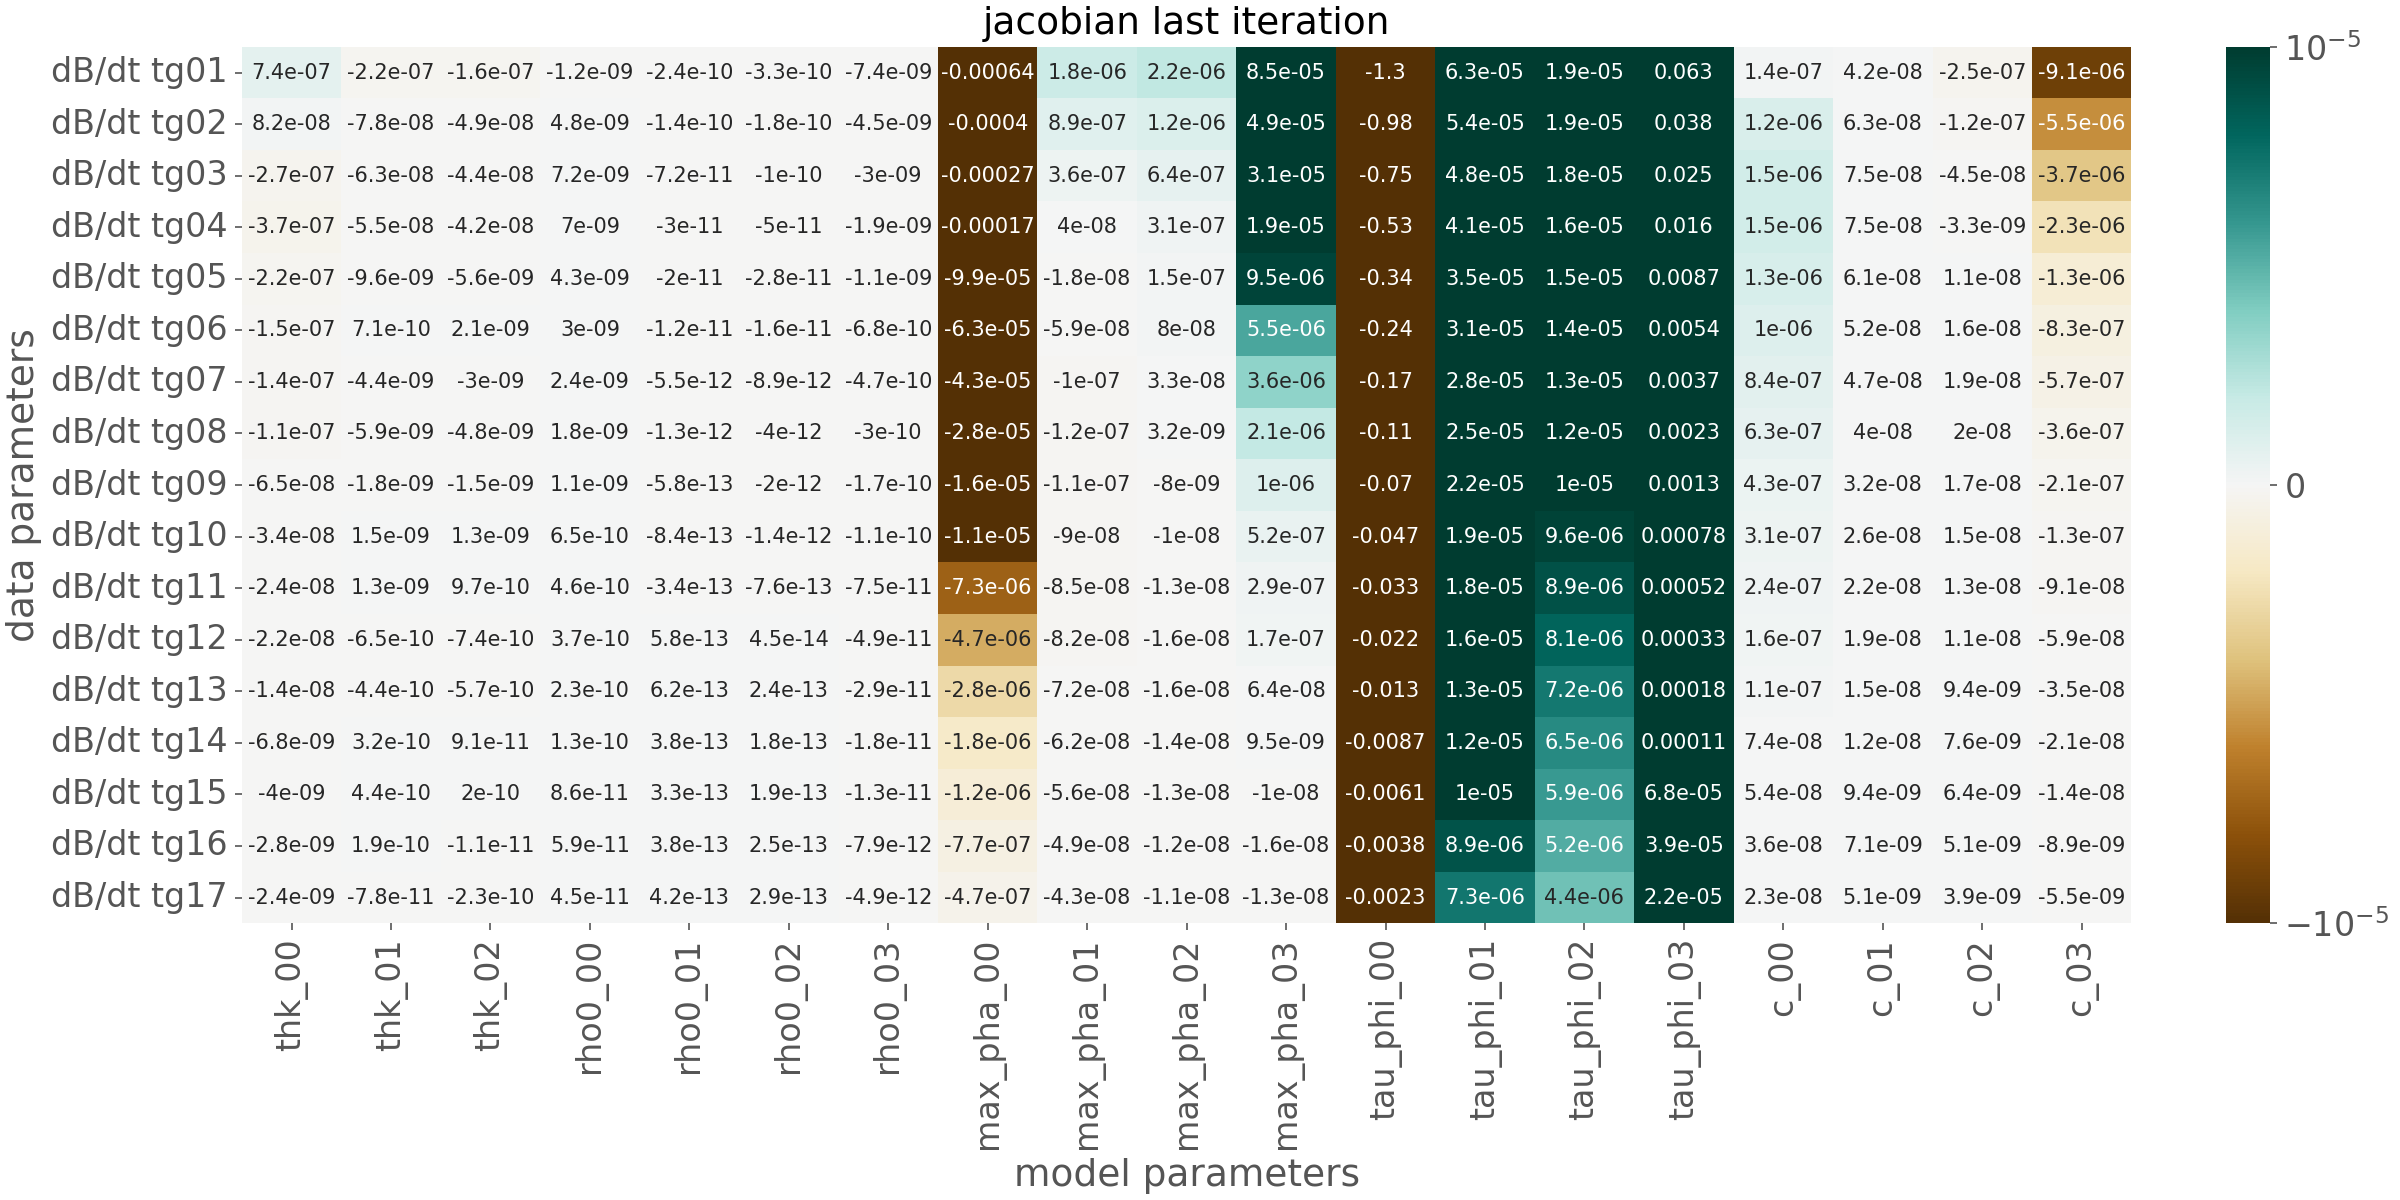 jacobian last iteration
dB/dt tg01 7.4e-07 -2.2e-07 -1.6e-07 -1.2e-09 -2.4e-10 -3.3e-10 -7.4e-09 -0.00064 1.8e-06 2.2e-06 8.5e-05 -1.3 6.3e-05 1.9e-05 0.063 1.4e-07 4.2e-08 -2.5e-07 -9.1e-06
dB/dt tg02 8.2e-08 -7.8e-08 -4.9e-08 4.8e-09 -1.4e-10 -1.8e-10 -4.5e-09 -0.0004 8.9e-07 1.2e-06 4.9e-05 -0.98 5.4e-05 1.9e-05 0.038 1.2e-06 6.3e-08 -1.2e-07 -5.5e-06
dB/dt tg03 -2.7e-07 -6.3e-08 -4.4e-08 7.2e-09 -7.2e-11 -1e-10 -3e-09 -0.00027 3.6e-07 6.4e-07 3.1e-05 -0.75 4.8e-05 1.8e-05 0.025 1.5e-06 7.5e-08 -4.5e-08 -3.7e-06
dB/dt tg04 -3.7e-07 -5.5e-08 -4.2e-08 7e-09 -3e-11 -5e-11 -1.9e-09 -0.00017 4e-08 3.1e-07 1.9e-05 -0.53 4.1e-05 1.6e-05 0.016 1.5e-06 7.5e-08 -3.3e-09 -2.3e-06
dB/dt tg05 -2.2e-07 -9.6e-09 -5.6e-09 4.3e-09 -2e-11 -2.8e-11 -1.1e-09 -9.9e-05 -1.8e-08 1.5e-07 9.5e-06 -0.34 3.5e-05 1.5e-05 0.0087 1.3e-06 6.1e-08 1.1e-08 -1.3e-06
dB/dt tg06 -1.5e-07 7.1e-10 2.1e-09 3e-09 -1.2e-11 -1.6e-11 -6.8e-10 -6.3e-05 -5.9e-08 8e-08 5.5e-06 -0.24 3.1e-05 1.4e-05 0.0054 1e-06 5.2e-08 1.6e-08 -8.3e-07
dB/dt tg07 -1.4e-07 -4.4e-09 -3e-09 2.4e-09 -5.5e-12 -8.9e-12 -4.7e-10 -4.3e-05 -1e-07 3.3e-08 3.6e-06 -0.17 2.8e-05 1.3e-05 0.0037 8.4e-07 4.7e-08 1.9e-08 -5.7e-07
dB/dt tg08 -1.1e-07 -5.9e-09 -4.8e-09 1.8e-09 -1.3e-12 -4e-12 -3e-10 -2.8e-05 -1.2e-07 3.2e-09 2.1e-06 -0.11 2.5e-05 1.2e-05 0.0023 6.3e-07 4e-08 2e-08 -3.6e-07
dB/dt tg09 -6.5e-08 -1.8e-09 -1.5e-09 1.1e-09 -5.8e-13 -2e-12 -1.7e-10 -1.6e-05 -1.1e-07 -8e-09 1e-06 -0.07 2.2e-05 1e-05 0.0013 4.3e-07 3.2e-08 1.7e-08 -2.1e-07
dB/dt tg10 -3.4e-08 1.5e-09 1.3e-09 6.5e-10 -8.4e-13 -1.4e-12 -1.1e-10 -1.1e-05 -9e-08 -1e-08 5.2e-07 -0.047 1.9e-05 9.6e-06 0.00078 3.1e-07 2.6e-08 1.5e-08 -1.3e-07
dB/dt tg11 -2.4e-08 1.3e-09 9.7e-10 4.6e-10 -3.4e-13 -7.6e-13 -7.5e-11 -7.3e-06 -8.5e-08 -1.3e-08 2.9e-07 -0.033 1.8e-05 8.9e-06 0.00052 2.4e-07 2.2e-08 1.3e-08 -9.1e-08
dB/dt tg12 -2.2e-08 -6.5e-10 -7.4e-10 3.7e-10 5.8e-13 4.5e-14 -4.9e-11 -4.7e-06 -8.2e-08 -1.6e-08 1.7e-07 -0.022 1.6e-05 8.1e-06 0.00033 1.6e-07 1.9e-08 1.1e-08 -5.9e-08
dB/dt tg13 -1.4e-08 -4.4e-10 -5.7e-10 2.3e-10 6.2e-13 2.4e-13 -2.9e-11 -2.8e-06 -7.2e-08 -1.6e-08 6.4e-08 -0.013 1.3e-05 7.2e-06 0.00018 1.1e-07 1.5e-08 9.4e-09 -3.5e-08
dB/dt tg14 -6.8e-09 3.2e-10 9.1e-11 1.3e-10 3.8e-13 1.8e-13 -1.8e-11 -1.8e-06 -6.2e-08 -1.4e-08 9.5e-09 -0.0087 1.2e-05 6.5e-06 0.00011 7.4e-08 1.2e-08 7.6e-09 -2.1e-08
dB/dt tg15 -4e-09 4.4e-10 2e-10 8.6e-11 3.3e-13 1.9e-13 -1.3e-11 -1.2e-06 -5.6e-08 -1.3e-08 -1e-08 -0.0061 1e-05 5.9e-06 6.8e-05 5.4e-08 9.4e-09 6.4e-09 -1.4e-08
dB/dt tg16 -2.8e-09 1.9e-10 -1.1e-11 5.9e-11 3.8e-13 2.5e-13 -7.9e-12 -7.7e-07 -4.9e-08 -1.2e-08 -1.6e-08 -0.0038 8.9e-06 5.2e-06 3.9e-05 3.6e-08 7.1e-09 5.1e-09 -8.9e-09
dB/dt tg17 -2.4e-09 -7.8e-11 -2.3e-10 4.5e-11 4.2e-13 2.9e-13 -4.9e-12 -4.7e-07 -4.3e-08 -1.1e-08 -1.3e-08 -0.0023 7.3e-06 4.4e-06 2.2e-05 2.3e-08 5.1e-09 3.9e-09 -5.5e-09
thk_00 thk_01 thk_02 rho0_00 rho0_01 rho0_02 rho0_03 max_pha_00 max_pha_01 max_pha_02 max_pha_03 tau_phi_00 tau_phi_01 tau_phi_02 tau_phi_03 c_00 c_01 c_02 c_03
model parameters
data parameters
10⁻⁵
0
−10⁻⁵